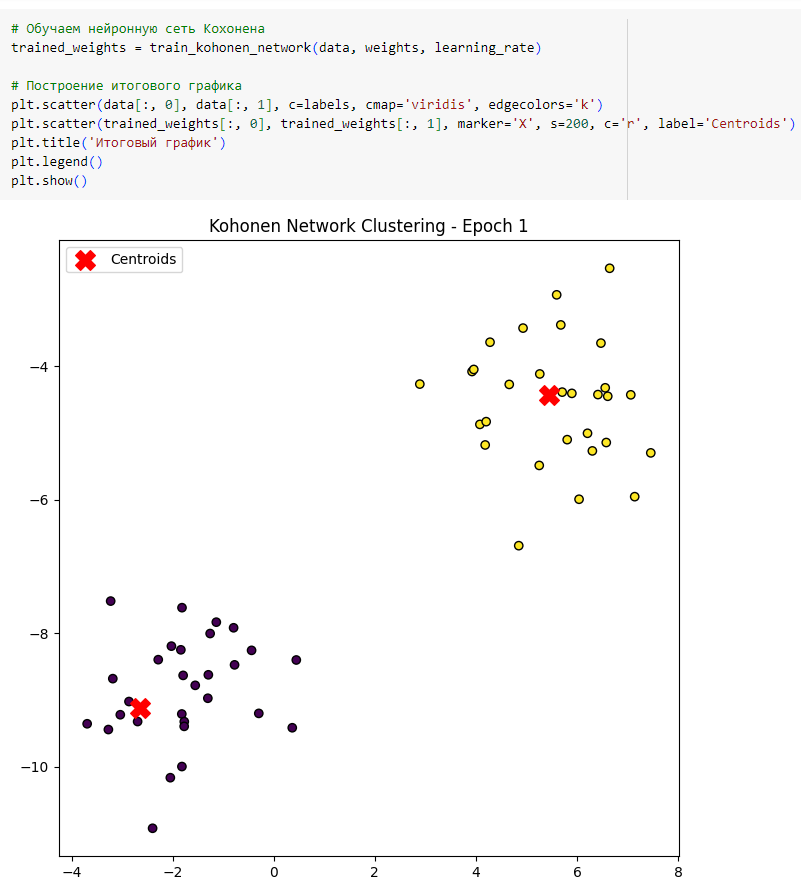 # Обучаем нейронную сеть Кохонена
trained_weights = train_kohonen_network(data, weights, learning_rate)
# Построение итогового графика
plt.scatter(data[:, 0], data[:, 1], c=labels, cmap='viridis', edgecolors='k')
plt.scatter(trained_weights[:, 0], trained_weights[:, 1], marker='X', s=200, c='r', label='Centroids')
plt.title('Итоговый график')
plt.legend()
plt.show()
Kohonen Network Clustering - Epoch 1
Centroids
−4
−6
−8
−10
−4 −2 0 2 4 6 8